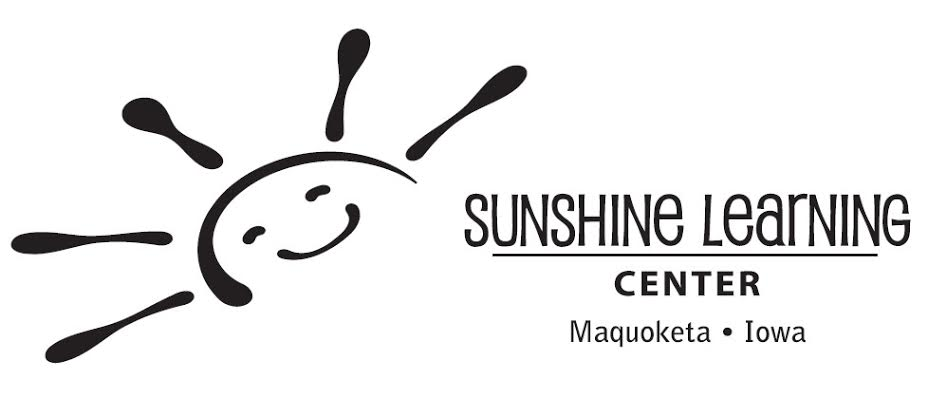 SUNSHINE LeaRNING
CENTER
Maquoketa • Iowa